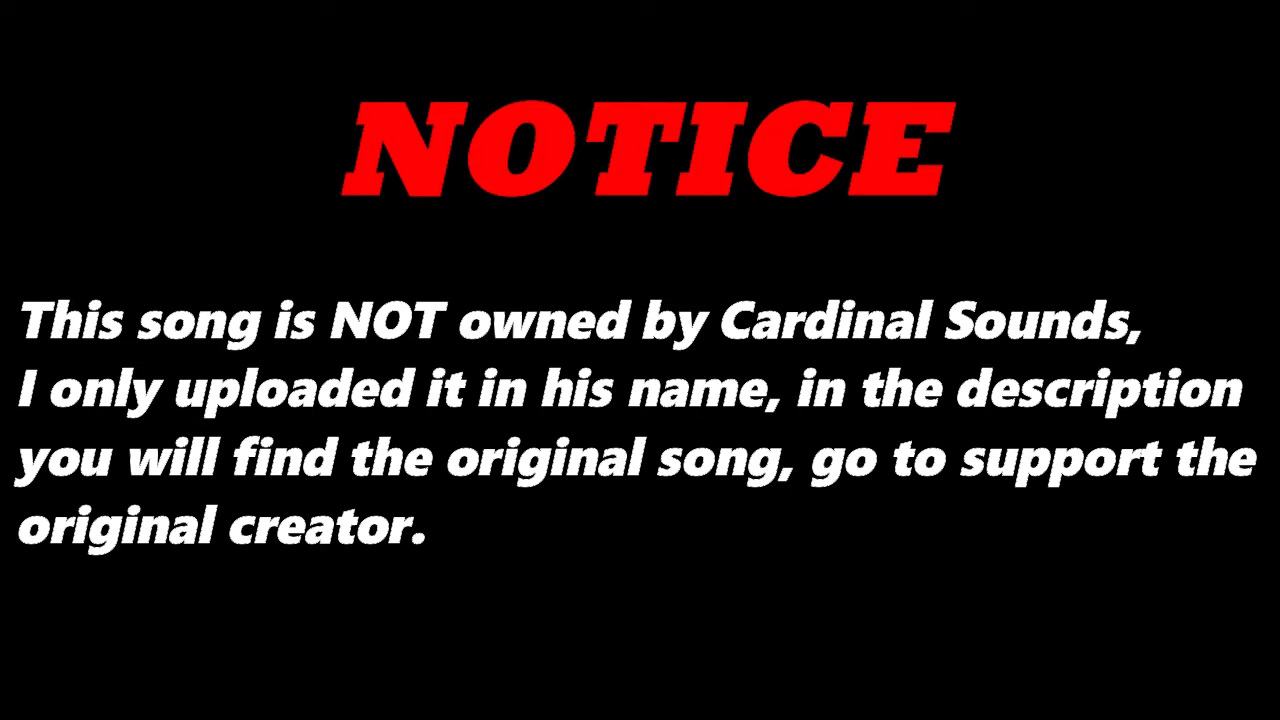 NOTICE
This song is NOT owned by Cardinal Sounds,
I only uploaded it in his name, in the description
you will find the original song, go to support the
original creator.